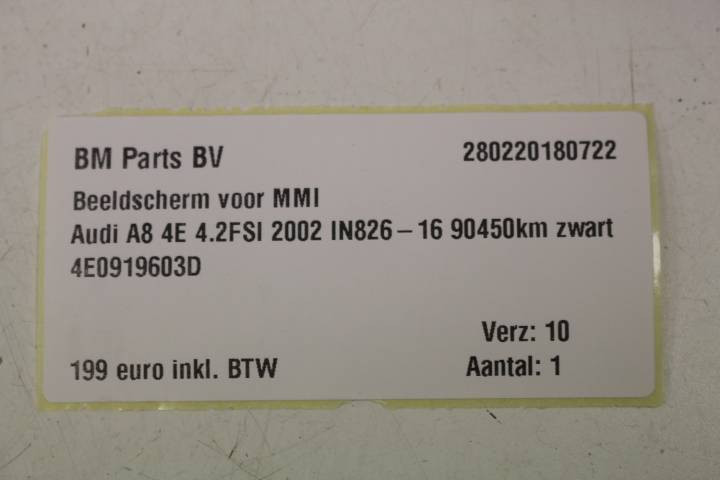 BM Parts BV 280220180722
Beeldscherm voor MMI
Audi A8 4E 4.2FSI 2002 IN826-16 90450km zwart
4E0919603D
Verz: 10
199 euro inkl. BTW Aantal: 1